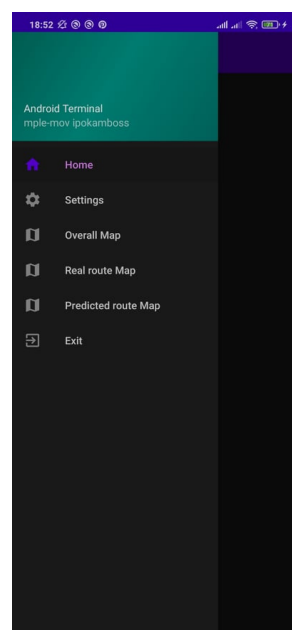 18:52
Android Terminal
mple-mov ipokamboss
Home
Settings
Overall Map
Real route Map
Predicted route Map
Exit